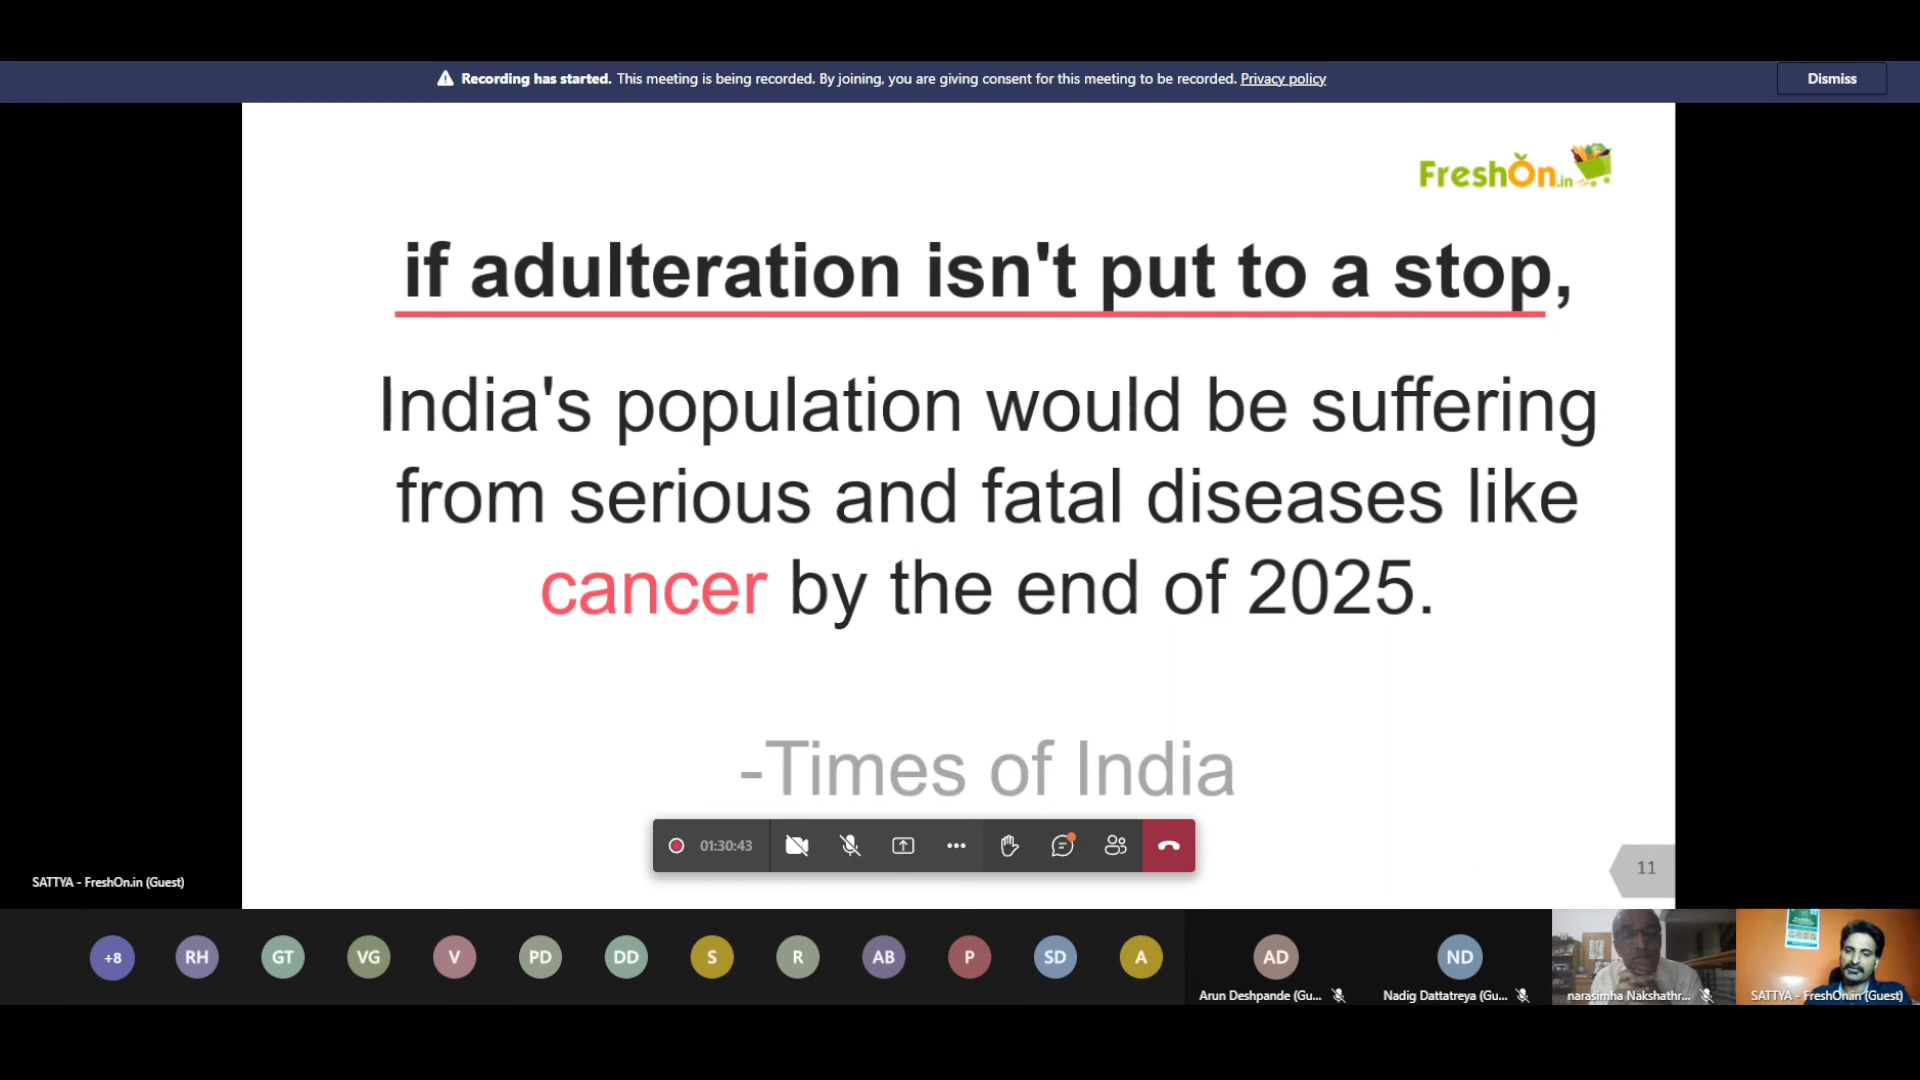 Recording has started. This meeting is being recorded. By joining, you are giving consent for this meeting to be recorded. Privacy policy
Dismiss
FreshOn.in
if adulteration isn't put to a stop,
India's population would be suffering
from serious and fatal diseases like
cancer by the end of 2025.
-Times of India
01:30:43
11
SATTYA - FreshOn.in (Guest)
+8
RH
GT
VG
V
PD
DD
S
R
AB
P
SD
A
AD
ND
Arun Deshpande (Gu...
Nadig Dattatreya (Gu...
narasimha Nakshathr...
SATTYA - FreshOn.in (Guest)